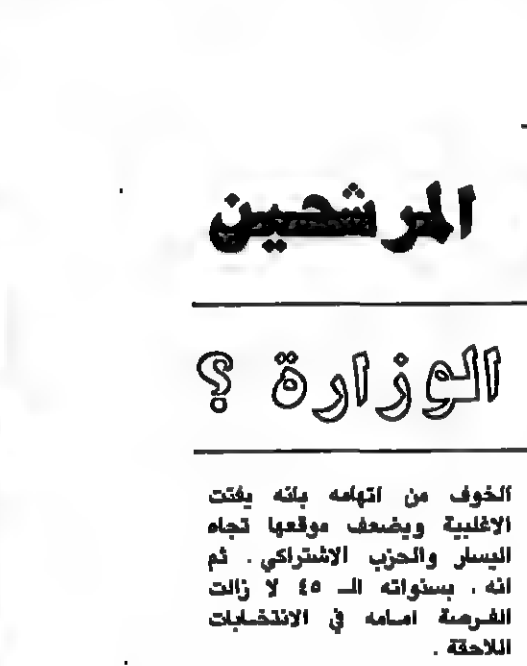 المرشحين
الوزارة ؟
الخوف من اتهامه بانه يفتت
الاغلبية ويضعف موقعها تجاه
اليسار والحزب الاشتراكي . ثم
انه ، بسنواته الـ ٤٥ لا زالت
الفرصة امامه في الانتخابات
اللاحقة .